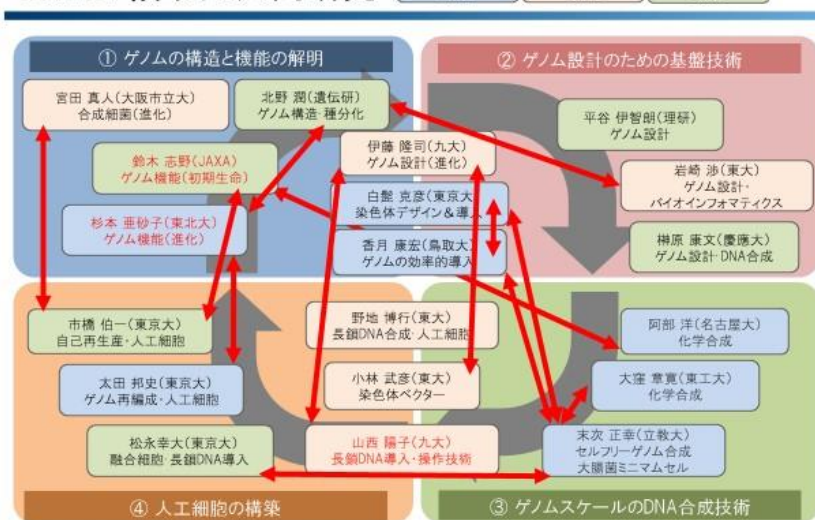 ① ゲノムの構造と機能の解明
② ゲノム設計のための基盤技術
宮田 真人(大阪市立大)
合成細菌(進化)
北野 潤(遺伝研)
ゲノム構造・種分化
平谷 伊智朗(理研)
ゲノム設計
伊藤 隆司(九大)
ゲノム設計(進化)
鈴木 志野(JAXA)
ゲノム機能(初期生命)
岩崎 渉(東大)
ゲノム設計・
バイオインフォマティクス
白髭 克彦(東京大)
染色体デザイン&導入
杉本 亜砂子(東北大)
ゲノム機能(進化)
香月 康宏(鳥取大)
ゲノムの効率的導入
榊原 康文(慶應大)
ゲノム設計・DNA合成
市橋 伯一(東京大)
自己再生産・人工細胞
野地 博行(東大)
長鎖DNA合成・人工細胞
阿部 洋(名古屋大)
化学合成
太田 邦史(東京大)
ゲノム再編成・人工細胞
小林 武彦(東大)
染色体ベクター
大窪 章寛(東工大)
化学合成
松永幸大(東京大)
融合細胞・長鎖DNA導入
山西 陽子(九大)
長鎖DNA導入・操作技術
末次 正幸(立教大)
セルフリーゲノム合成
大腸菌ミニマムセル
④ 人工細胞の構築
③ ゲノムスケールのDNA合成技術